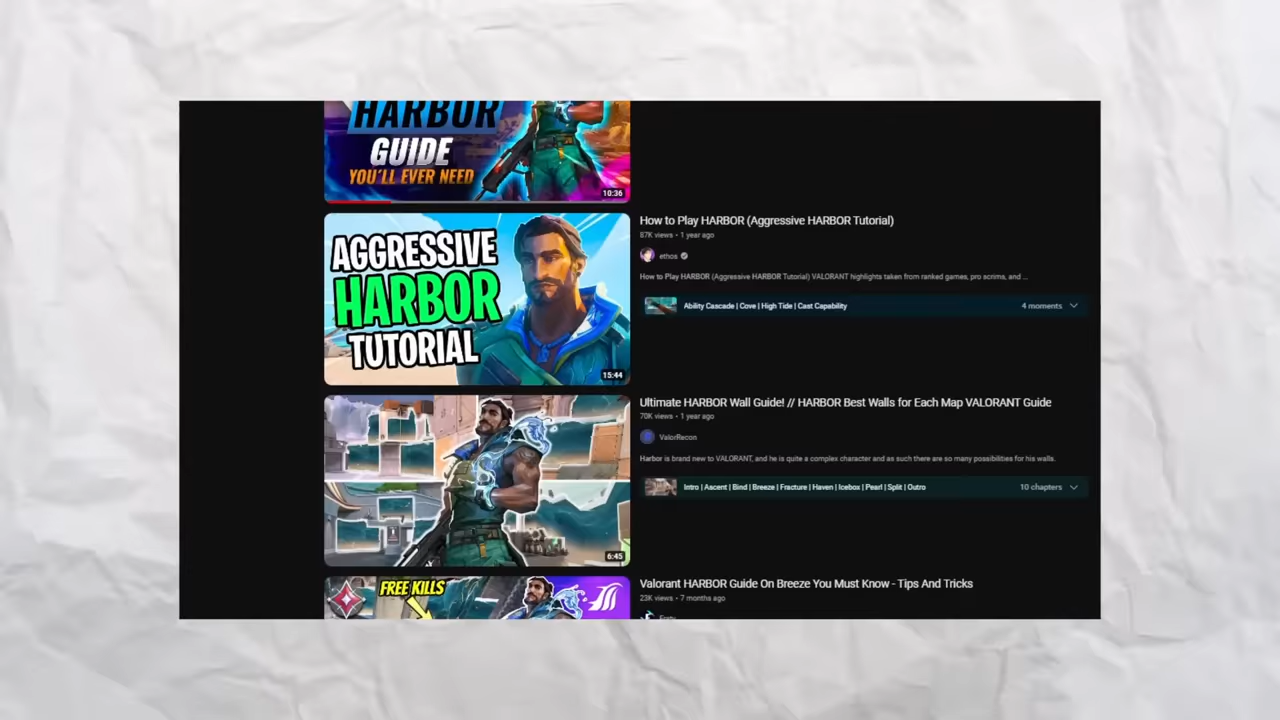 HARBOR
GUIDE
YOU'LL EVER NEED
10:36
AGGRESSIVE
HARBOR
TUTORIAL
15:44
How to Play HARBOR (Aggressive HARBOR Tutorial)
87K views • 1 year ago
ethos
How to Play HARBOR (Aggressive HARBOR Tutorial) VALORANT highlights taken from ranked games, pro scrims, and ...
Ability Cascade | Cove | High Tide | Cast Capability
4 moments
6:45
Ultimate HARBOR Wall Guide! // HARBOR Best Walls for Each Map VALORANT Guide
70K views • 1 year ago
ValorRecon
Harbor is brand new to VALORANT, and he is quite a complex character and as such there are so many possibilities for his walls.
Intro | Ascent | Bind | Breeze | Fracture | Haven | Icebox | Pearl | Split | Outro
10 chapters
FREE KILLS
Valorant HARBOR Guide On Breeze You Must Know - Tips And Tricks
23K views • 7 months ago